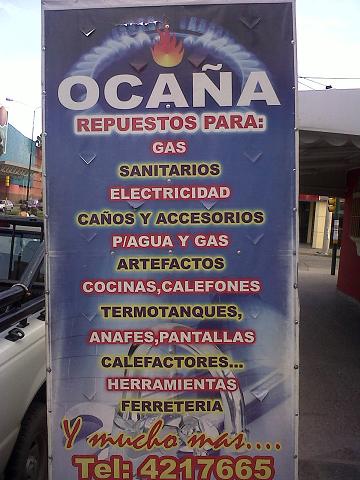 OCAÑA
REPUESTOS PARA:
GAS
SANITARIOS
ELECTRICIDAD
CAÑOS Y ACCESORIOS
P/AGUA Y GAS
ARTEFACTOS
COCINAS,CALEFONES
TERMOTANQUES,
ANAFES,PANTALLAS
CALEFACTORES...
HERRAMIENTAS
FERRETERIA
Y mucho mas....
Tel: 4217665